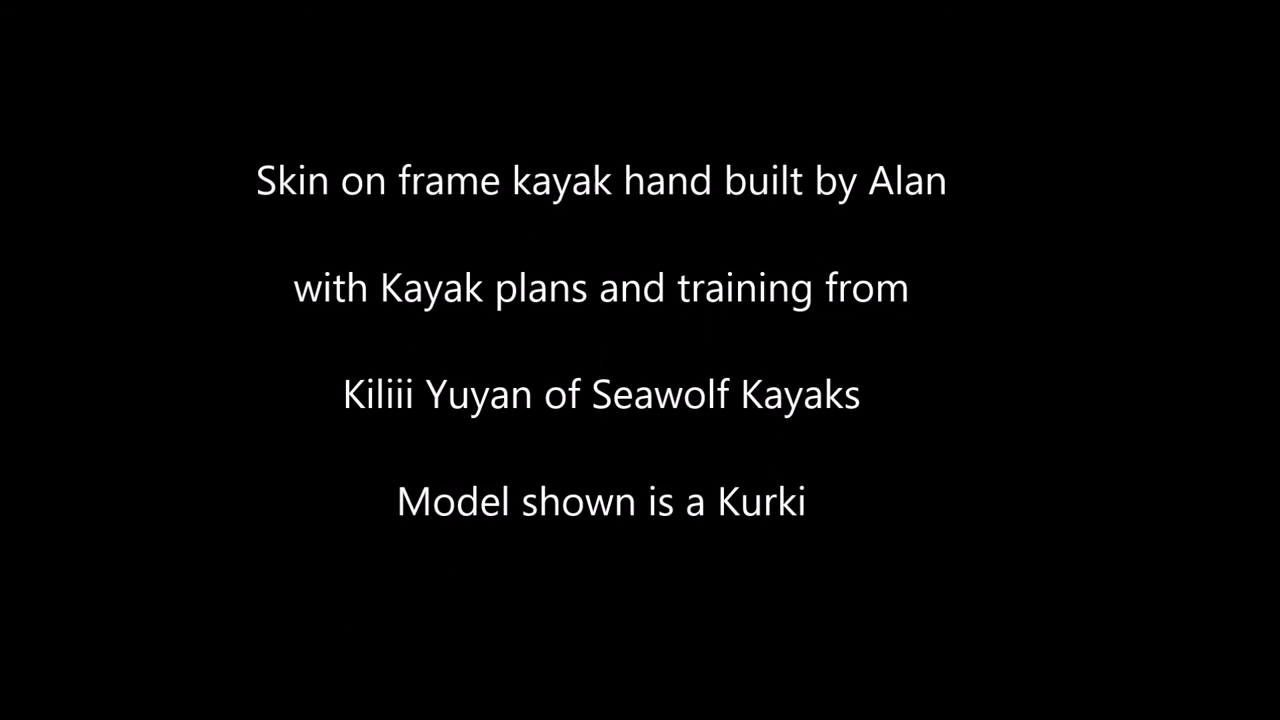 Skin on frame kayak hand built by Alan
with Kayak plans and training from
Kiliii Yuyan of Seawolf Kayaks
Model shown is a Kurki